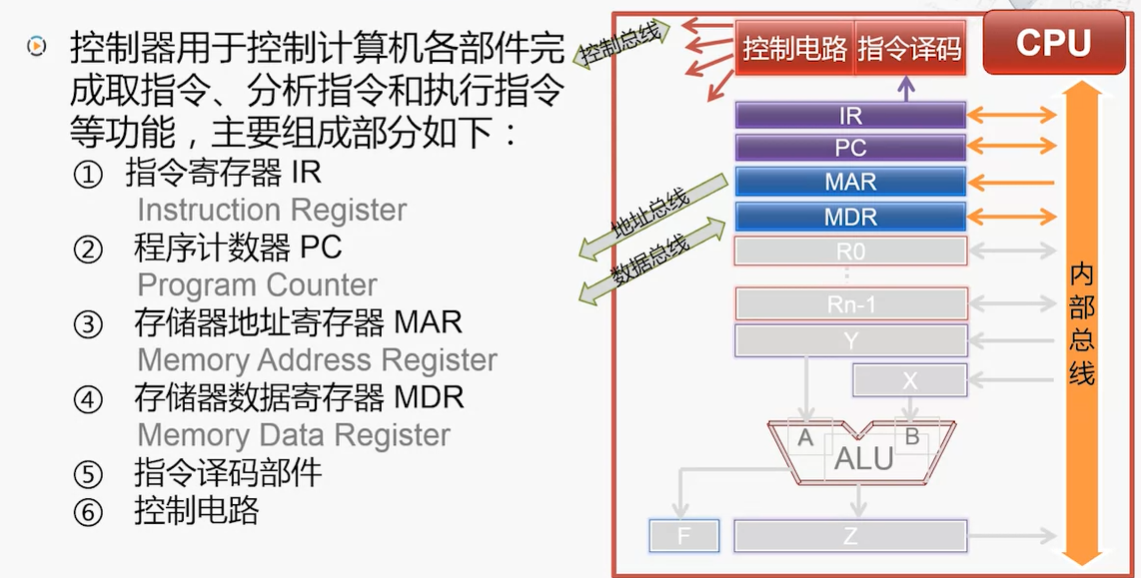 控制器用于控制计算机各部件完
成取指令、分析指令和执行指令
等功能，主要组成部分如下：
① 指令寄存器 IR
Instruction Register
② 程序计数器 PC
Program Counter
③ 存储器地址寄存器 MAR
Memory Address Register
④ 存储器数据寄存器 MDR
Memory Data Register
⑤ 指令译码部件
⑥ 控制电路
控制总线
控制电路 指令译码
CPU
IR
PC
MAR
MDR
地址总线
数据总线
R0
Rn-1
Y
X
A
B
ALU
F
Z
内部总线